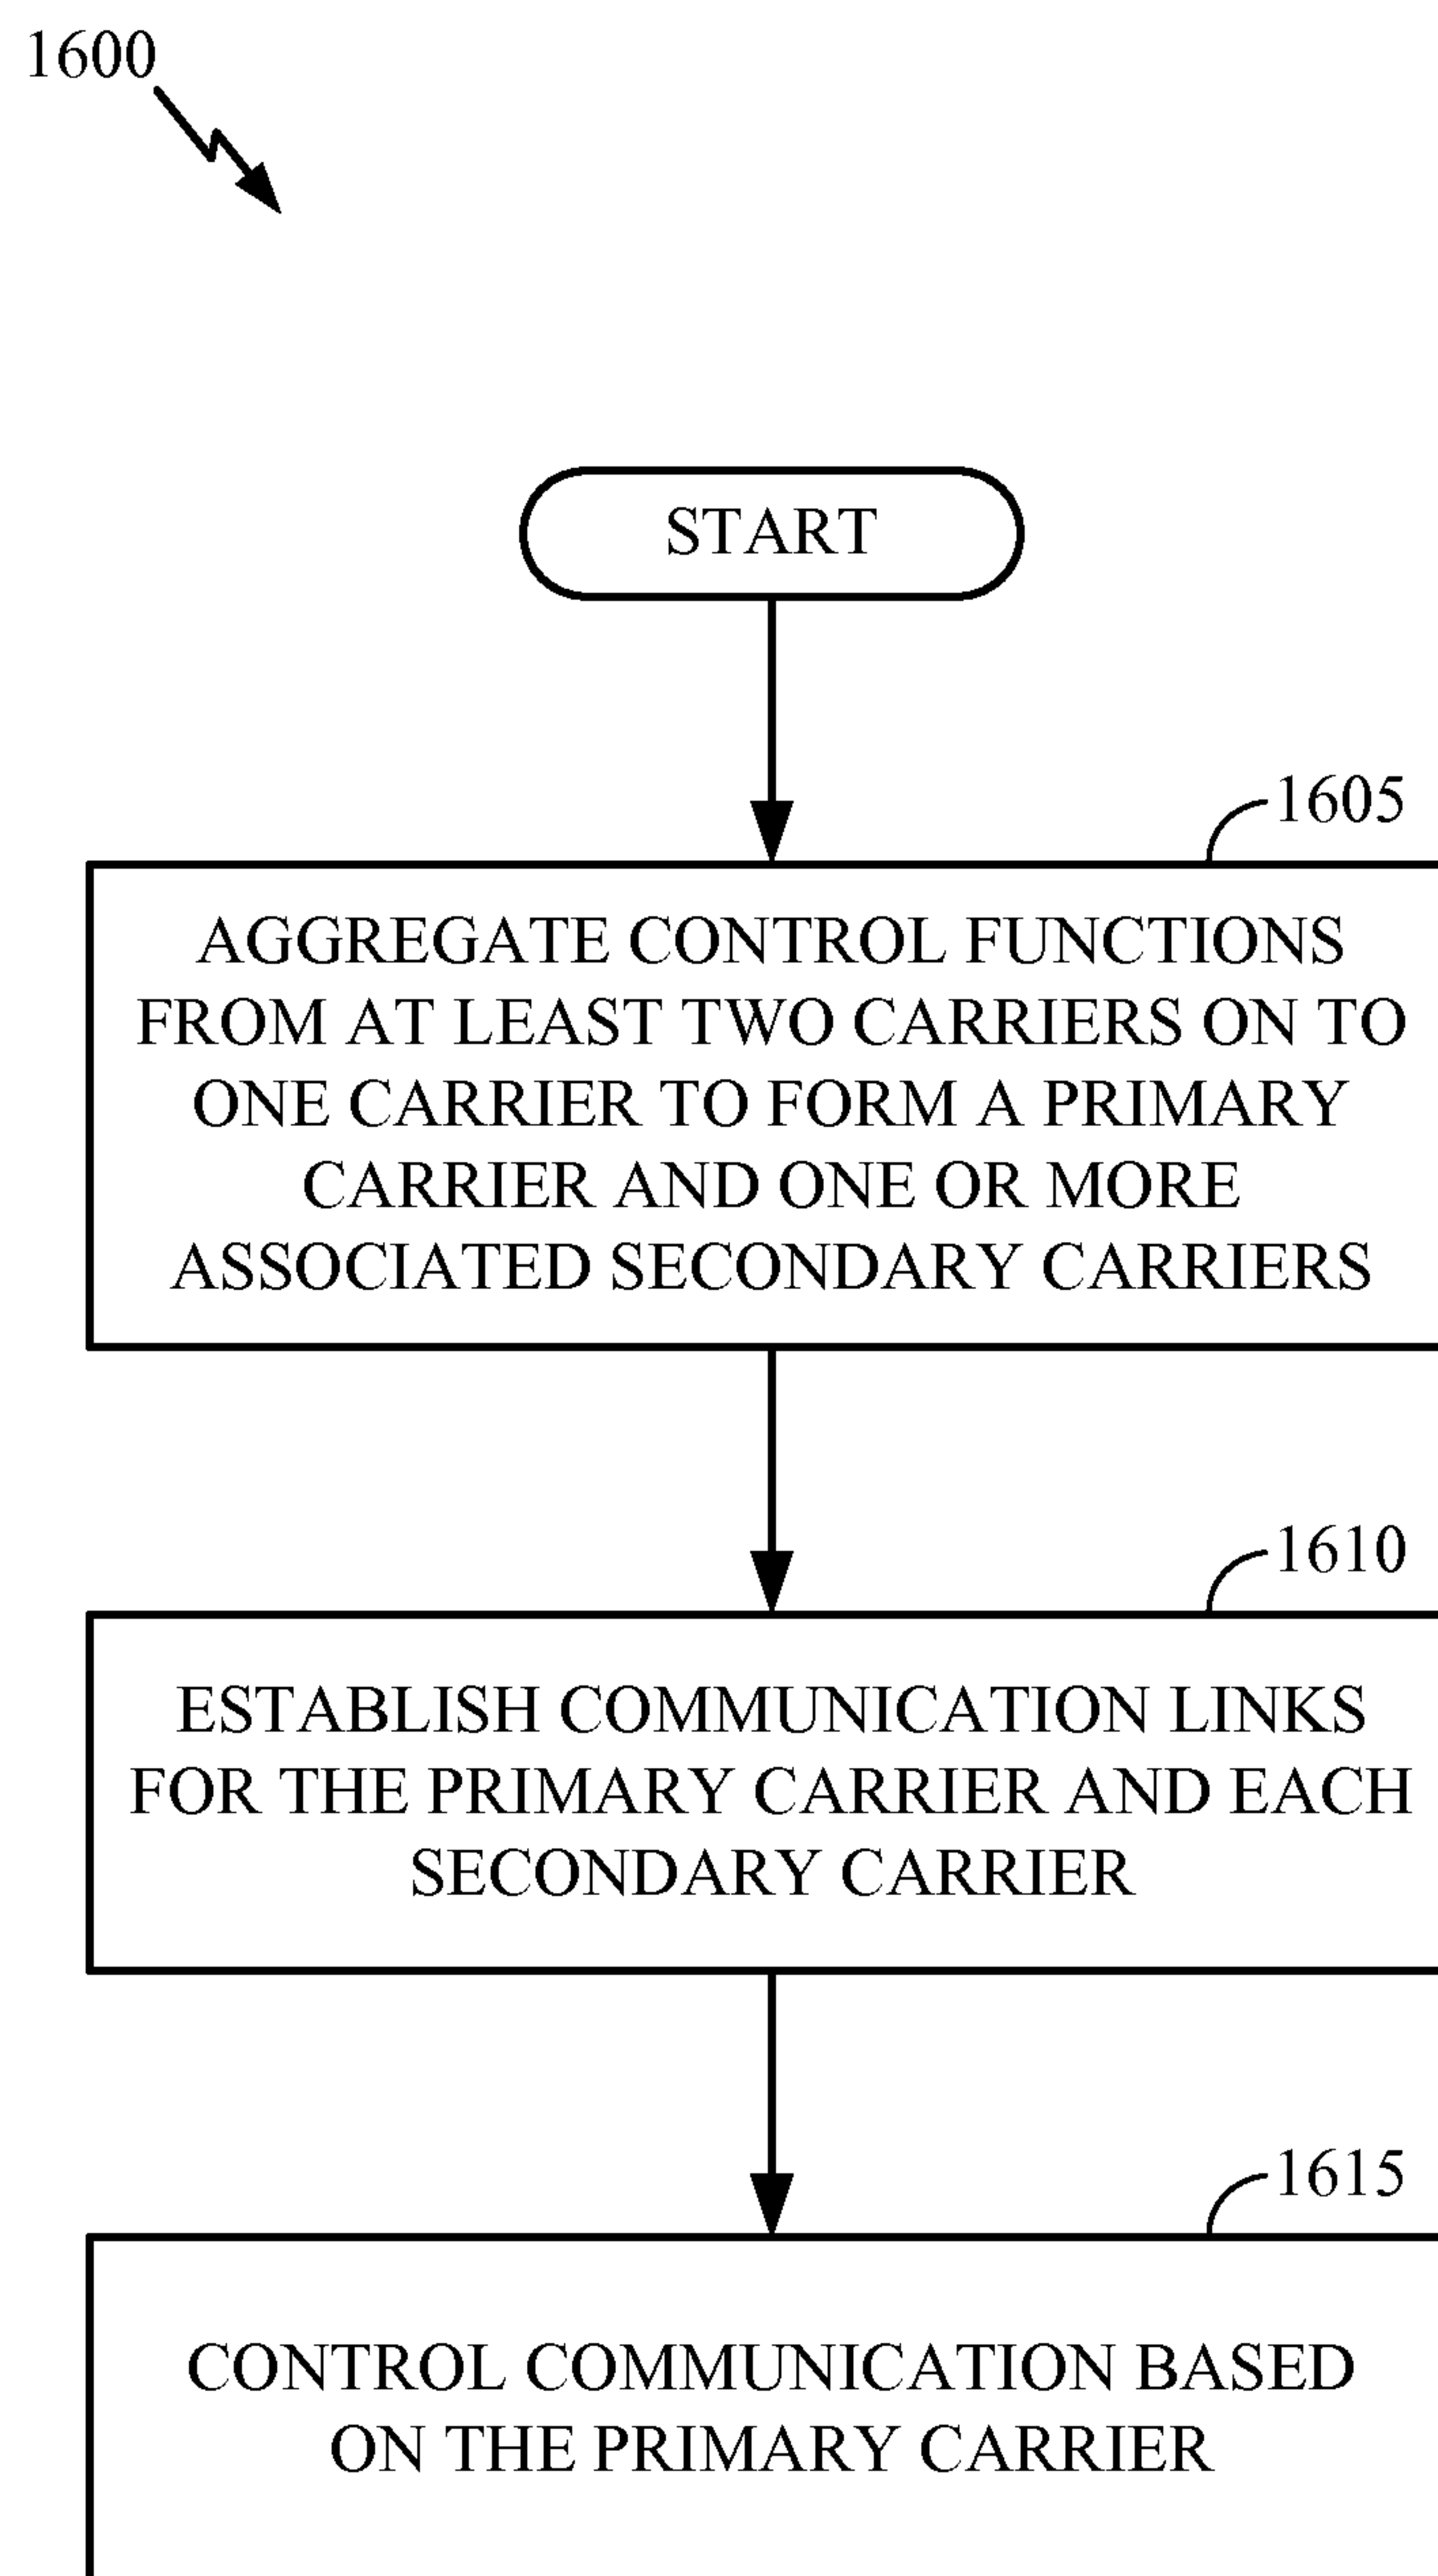 1600
START
1605
AGGREGATE CONTROL FUNCTIONS
FROM AT LEAST TWO CARRIERS ON TO
ONE CARRIER TO FORM A PRIMARY
CARRIER AND ONE OR MORE
ASSOCIATED SECONDARY CARRIERS
1610
ESTABLISH COMMUNICATION LINKS
FOR THE PRIMARY CARRIER AND EACH
SECONDARY CARRIER
1615
CONTROL COMMUNICATION BASED
ON THE PRIMARY CARRIER